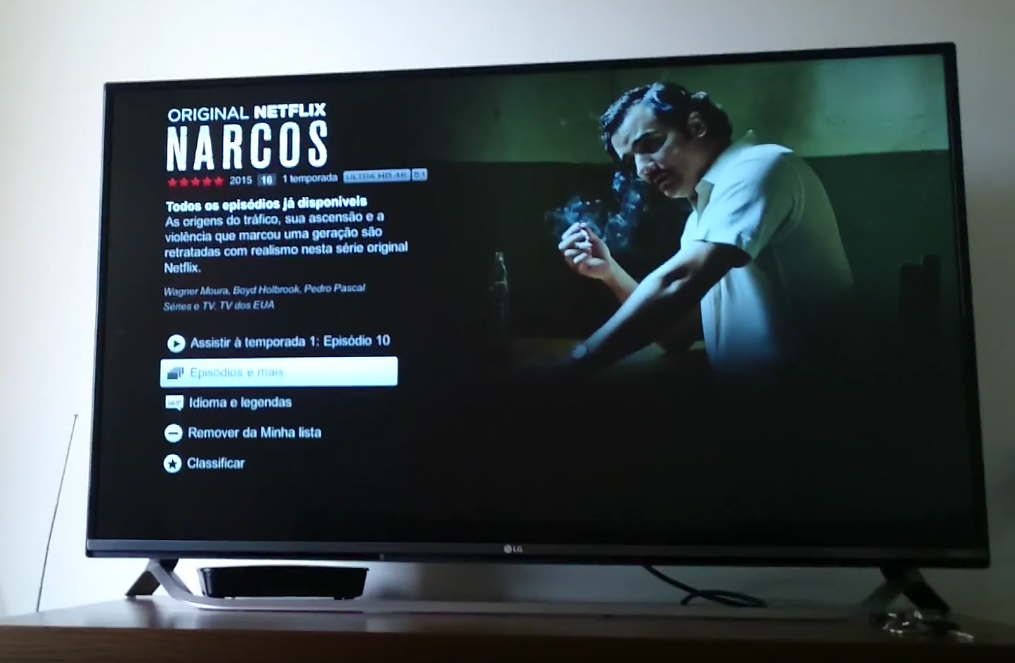 ORIGINAL NETFLIX
NARCOS
2015 16 1 temporada ULTRA HD 4K 5.1
Todos os episódios já disponíveis
As origens do tráfico, sua ascensão e a
violência que marcou uma geração são
retratadas com realismo nesta série original
Netflix.
Wagner Moura, Boyd Holbrook, Pedro Pascal
Séries e TV. TV dos EUA
Assistir à temporada 1: Episódio 10
Episódios e mais
Idioma e legendas
Remover da Minha lista
Classificar
LG